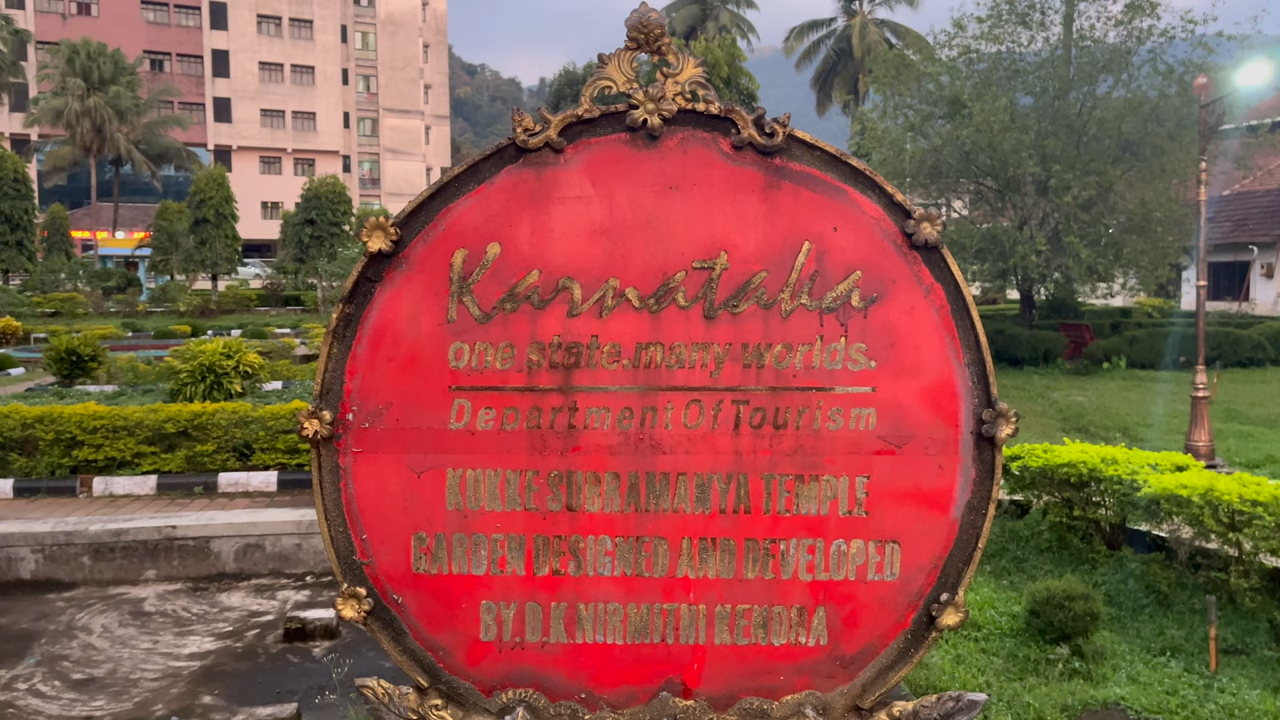 Karnataka
one state.many worlds.
Department Of Tourism
KUKKE SUBRAMANYA TEMPLE
GARDEN DESIGNED AND DEVELOPED
BY.D.K.NIRMITHI KENDRA